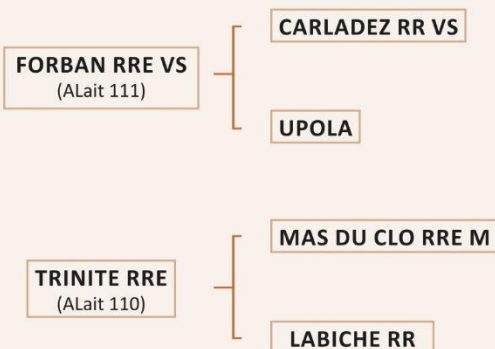 CARLADEZ RR VS
FORBAN RRE VS
(ALait 111)
UPOLA
MAS DU CLO RRE M
TRINITE RRE
(ALait 110)
LABICHE RR